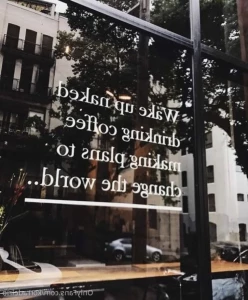 Wake up naked
drinking coffee
making plans to
change the world..